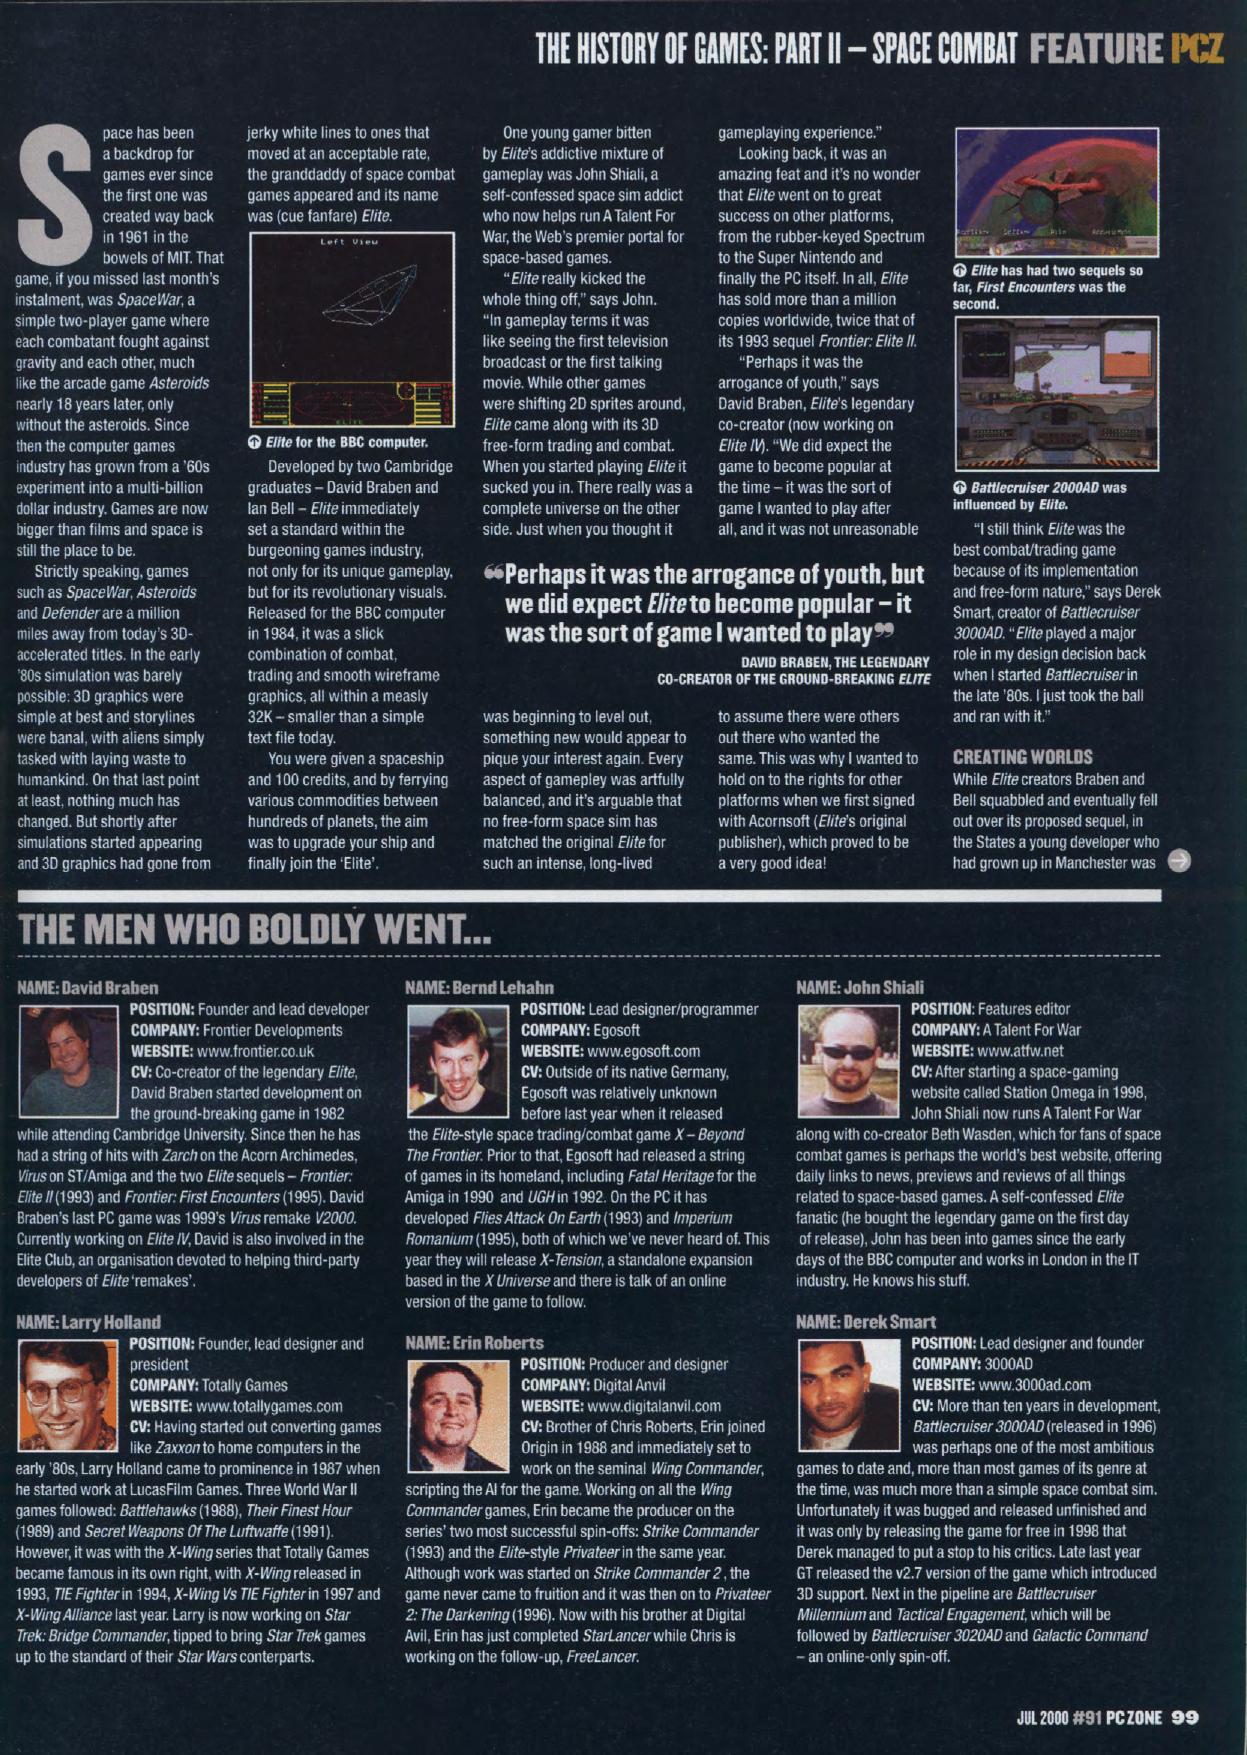 THE HISTORY OF GAMES: PART II – SPACE COMBAT FEATURE PCZ
Space has been
a backdrop for
games ever since
the first one was
created way back
in 1961 in the
bowels of MIT. That
game, if you missed last month's
instalment, was SpaceWar, a
simple two-player game where
each combatant fought against
gravity and each other, much
like the arcade game Asteroids
nearly 18 years later, only
without the asteroids. Since
then the computer games
industry has grown from a '60s
experiment into a multi-billion
dollar industry. Games are now
bigger than films and space is
still the place to be.
Strictly speaking, games
such as SpaceWar, Asteroids
and Defender are a million
miles away from today's 3D-
accelerated titles. In the early
'80s simulation was barely
possible: 3D graphics were
simple at best and storylines
were banal, with aliens simply
tasked with laying waste to
humankind. On that last point
at least, nothing much has
changed. But shortly after
simulations started appearing
and 3D graphics had gone from
jerky white lines to ones that
moved at an acceptable rate,
the granddaddy of space combat
games appeared and its name
was (cue fanfare) Elite.
Left View
ELITE
Elite for the BBC computer.
Developed by two Cambridge
graduates – David Braben and
Ian Bell – Elite immediately
set a standard within the
burgeoning games industry,
not only for its unique gameplay,
but for its revolutionary visuals.
Released for the BBC computer
in 1984, it was a slick
combination of combat,
trading and smooth wireframe
graphics, all within a measly
32K – smaller than a simple
text file today.
You were given a spaceship
and 100 credits, and by ferrying
various commodities between
hundreds of planets, the aim
was to upgrade your ship and
finally join the 'Elite'.
One young gamer bitten
by Elite's addictive mixture of
gameplay was John Shiali, a
self-confessed space sim addict
who now helps run A Talent For
War, the Web's premier portal for
space-based games.
"Elite really kicked the
whole thing off," says John.
"In gameplay terms it was
like seeing the first television
broadcast or the first talking
movie. While other games
were shifting 2D sprites around,
Elite came along with its 3D
free-form trading and combat.
When you started playing Elite it
sucked you in. There really was a
complete universe on the other
side. Just when you thought it
was beginning to level out,
something new would appear to
pique your interest again. Every
aspect of gamepley was artfully
balanced, and it's arguable that
no free-form space sim has
matched the original Elite for
such an intense, long-lived
gameplaying experience."
Looking back, it was an
amazing feat and it's no wonder
that Elite went on to great
success on other platforms,
from the rubber-keyed Spectrum
to the Super Nintendo and
finally the PC itself. In all, Elite
has sold more than a million
copies worldwide, twice that of
its 1993 sequel Frontier: Elite II.
"Perhaps it was the
arrogance of youth," says
David Braben, Elite's legendary
co-creator (now working on
Elite IV). "We did expect the
game to become popular at
the time – it was the sort of
game I wanted to play after
all, and it was not unreasonable
to assume there were others
out there who wanted the
same. This was why I wanted to
hold on to the rights for other
platforms when we first signed
with Acornsoft (Elite's original
publisher), which proved to be
a very good idea!
“Perhaps it was the arrogance of youth, but
we did expect Elite to become popular – it
was the sort of game I wanted to play”
DAVID BRABEN, THE LEGENDARY
CO-CREATOR OF THE GROUND-BREAKING ELITE
Elite has had two sequels so
far, First Encounters was the
second.
Battlecruiser 2000AD was
influenced by Elite.
"I still think Elite was the
best combat/trading game
because of its implementation
and free-form nature," says Derek
Smart, creator of Battlecruiser
3000AD. "Elite played a major
role in my design decision back
when I started Battlecruiser in
the late '80s. I just took the ball
and ran with it."
CREATING WORLDS
While Elite creators Braben and
Bell squabbled and eventually fell
out over its proposed sequel, in
the States a young developer who
had grown up in Manchester was
THE MEN WHO BOLDLY WENT...
NAME: David Braben
POSITION: Founder and lead developer
COMPANY: Frontier Developments
WEBSITE: www.frontier.co.uk
CV: Co-creator of the legendary Elite,
David Braben started development on
the ground-breaking game in 1982
while attending Cambridge University. Since then he has
had a string of hits with Zarch on the Acorn Archimedes,
Virus on ST/Amiga and the two Elite sequels – Frontier:
Elite II (1993) and Frontier: First Encounters (1995). David
Braben's last PC game was 1999's Virus remake V2000.
Currently working on Elite IV, David is also involved in the
Elite Club, an organisation devoted to helping third-party
developers of Elite 'remakes'.
NAME: Larry Holland
POSITION: Founder, lead designer and
president
COMPANY: Totally Games
WEBSITE: www.totallygames.com
CV: Having started out converting games
like Zaxxon to home computers in the
early '80s, Larry Holland came to prominence in 1987 when
he started work at LucasFilm Games. Three World War II
games followed: Battlehawks (1988), Their Finest Hour
(1989) and Secret Weapons Of The Luftwaffe (1991).
However, it was with the X-Wing series that Totally Games
became famous in its own right, with X-Wing released in
1993, TIE Fighter in 1994, X-Wing Vs TIE Fighter in 1997 and
X-Wing Alliance last year. Larry is now working on Star
Trek: Bridge Commander, tipped to bring Star Trek games
up to the standard of their Star Wars conterparts.
NAME: Bernd Lehahn
POSITION: Lead designer/programmer
COMPANY: Egosoft
WEBSITE: www.egosoft.com
CV: Outside of its native Germany,
Egosoft was relatively unknown
before last year when it released
the Elite-style space trading/combat game X – Beyond
The Frontier. Prior to that, Egosoft had released a string
of games in its homeland, including Fatal Heritage for the
Amiga in 1990 and UGH in 1992. On the PC it has
developed Flies Attack On Earth (1993) and Imperium
Romanium (1995), both of which we've never heard of. This
year they will release X-Tension, a standalone expansion
based in the X Universe and there is talk of an online
version of the game to follow.
NAME: Erin Roberts
POSITION: Producer and designer
COMPANY: Digital Anvil
WEBSITE: www.digitalanvil.com
CV: Brother of Chris Roberts, Erin joined
Origin in 1988 and immediately set to
work on the seminal Wing Commander,
scripting the AI for the game. Working on all the Wing
Commander games, Erin became the producer on the
series' two most successful spin-offs: Strike Commander
(1993) and the Elite-style Privateer in the same year.
Although work was started on Strike Commander 2, the
game never came to fruition and it was then on to Privateer
2: The Darkening (1996). Now with his brother at Digital
Avil, Erin has just completed StarLancer while Chris is
working on the follow-up, FreeLancer.
NAME: John Shiali
POSITION: Features editor
COMPANY: A Talent For War
WEBSITE: www.atfw.net
CV: After starting a space-gaming
website called Station Omega in 1998,
John Shiali now runs A Talent For War
along with co-creator Beth Wasden, which for fans of space
combat games is perhaps the world's best website, offering
daily links to news, previews and reviews of all things
related to space-based games. A self-confessed Elite
fanatic (he bought the legendary game on the first day
of release), John has been into games since the early
days of the BBC computer and works in London in the IT
industry. He knows his stuff.
NAME: Derek Smart
POSITION: Lead designer and founder
COMPANY: 3000AD
WEBSITE: www.3000ad.com
CV: More than ten years in development,
Battlecruiser 3000AD (released in 1996)
was perhaps one of the most ambitious
games to date and, more than most games of its genre at
the time, was much more than a simple space combat sim.
Unfortunately it was bugged and released unfinished and
it was only by releasing the game for free in 1998 that
Derek managed to put a stop to his critics. Late last year
GT released the v2.7 version of the game which introduced
3D support. Next in the pipeline are Battlecruiser
Millennium and Tactical Engagement, which will be
followed by Battlecruiser 3020AD and Galactic Command
– an online-only spin-off.
JUL 2000 #91 PC ZONE 99